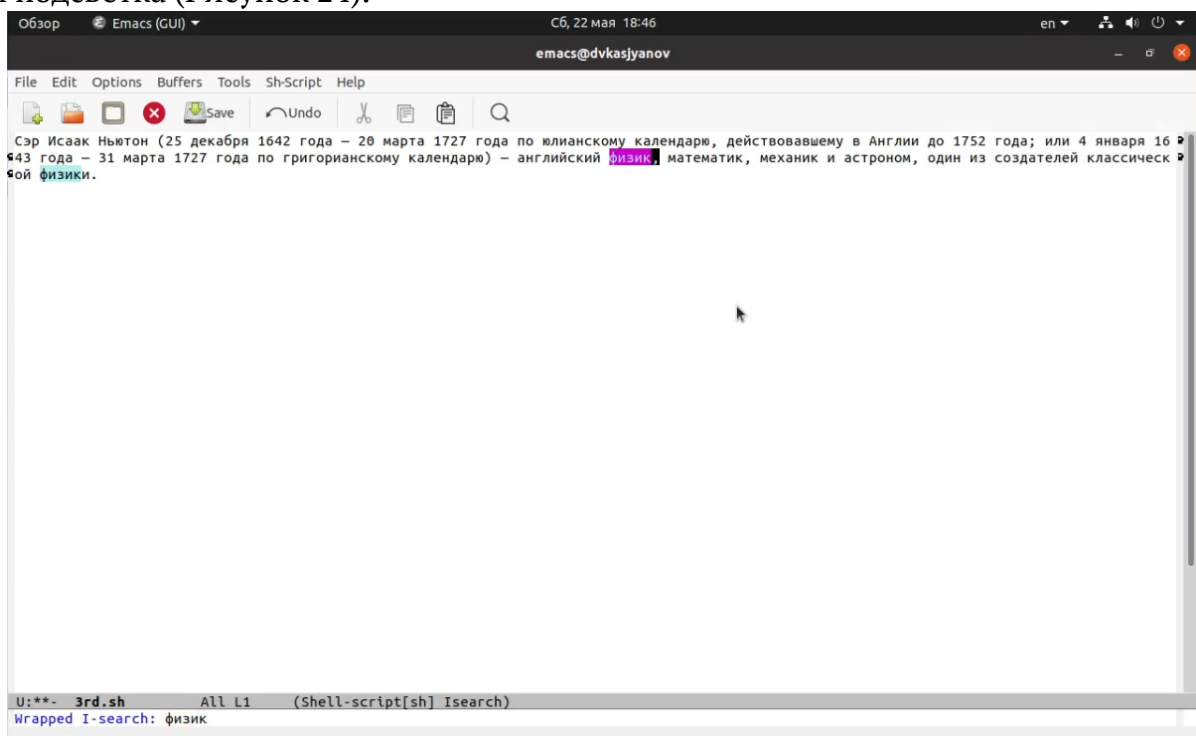 подсветка (Рисунок 24).
Обзор Emacs (GUI) Сб, 22 мая 18:46 en
emacs@dvkasjyanov
File Edit Options Buffers Tools Sh-Script Help
Save Undo
Сэр Исаак Ньютон (25 декабря 1642 года – 20 марта 1727 года по юлианскому календарю, действовавшему в Англии до 1752 года; или 4 января 16
43 года – 31 марта 1727 года по григорианскому календарю) – английский физик, математик, механик и астроном, один из создателей классическ
ой физики.
U:**- 3rd.sh All L1 (Shell-script[sh] Isearch)
Wrapped I-search: физик